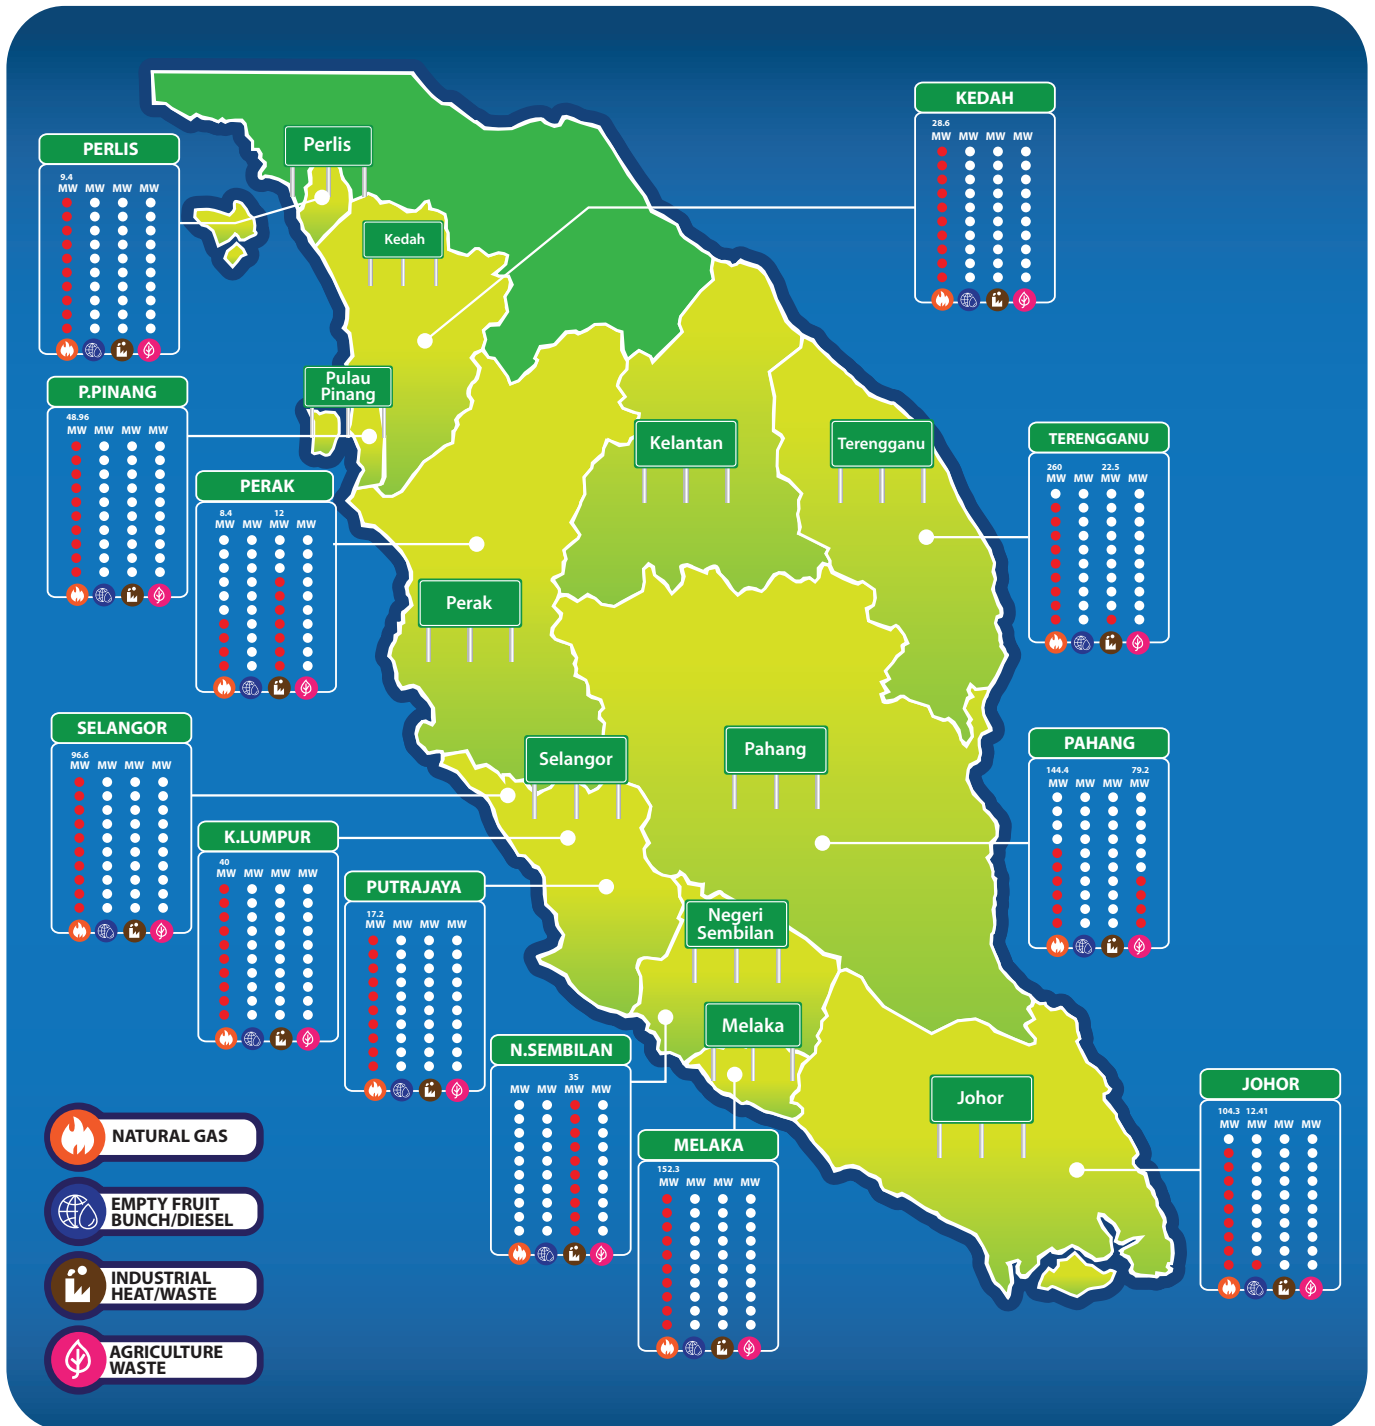 KEDAH
28.6
MW MW MW MW
PERLIS
9.4
MW MW MW MW
Perlis
Kedah
P.PINANG
48.96
MW MW MW MW
Pulau
Pinang
Kelantan
Terengganu
TERENGGANU
260 22.5
MW MW MW MW
PERAK
8.4 12
MW MW MW MW
Perak
SELANGOR
96.6
MW MW MW MW
Selangor
Pahang
PAHANG
144.4 79.2
MW MW MW MW
K.LUMPUR
40
MW MW MW MW
PUTRAJAYA
17.2
MW MW MW MW
Negeri
Sembilan
Melaka
N.SEMBILAN
35
MW MW MW MW
Johor
JOHOR
104.3 12.41
MW MW MW MW
MELAKA
152.3
MW MW MW MW
NATURAL GAS
EMPTY FRUIT
BUNCH/DIESEL
INDUSTRIAL
HEAT/WASTE
AGRICULTURE
WASTE